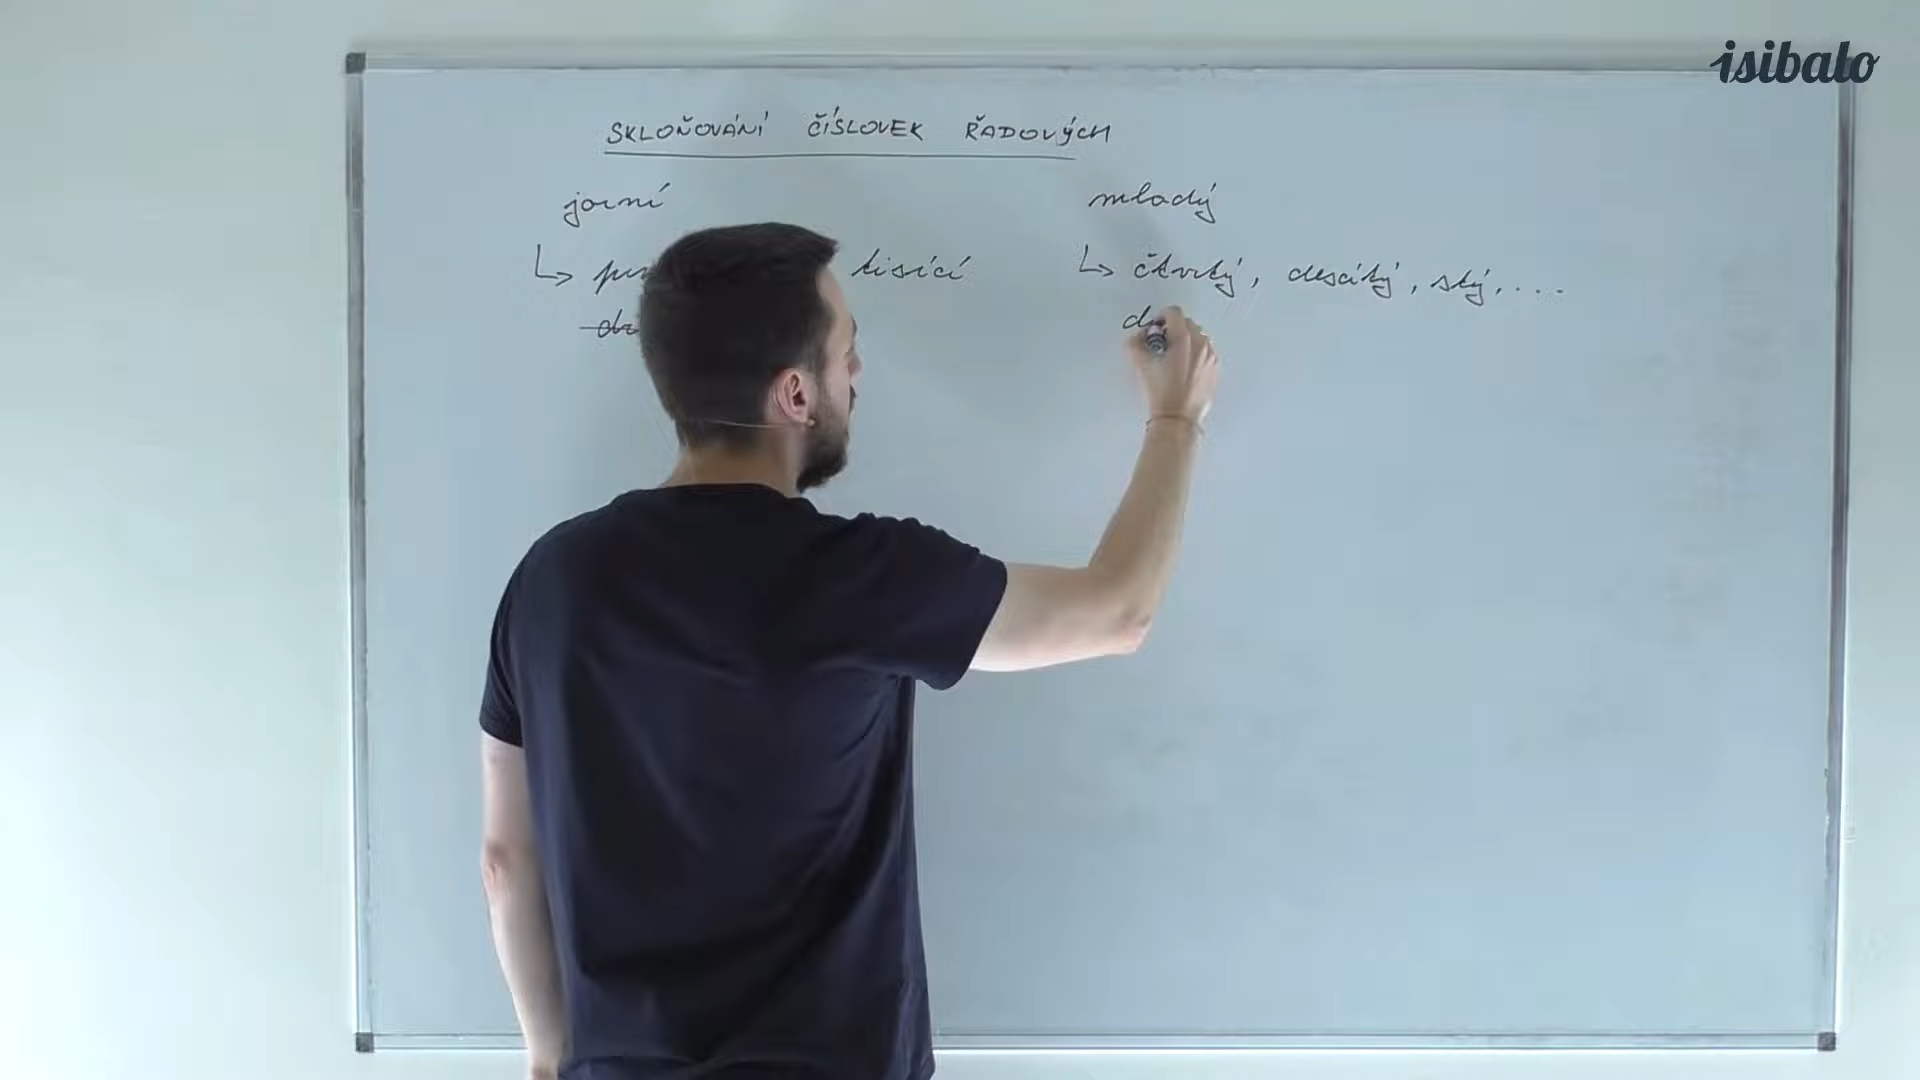 isibalo
SKLOŇOVÁNÍ ČÍSLOVEK ŘADOVÝCH
jarní mladý
↳ tisící ↳ čtvrtý, desátý, stý, ...